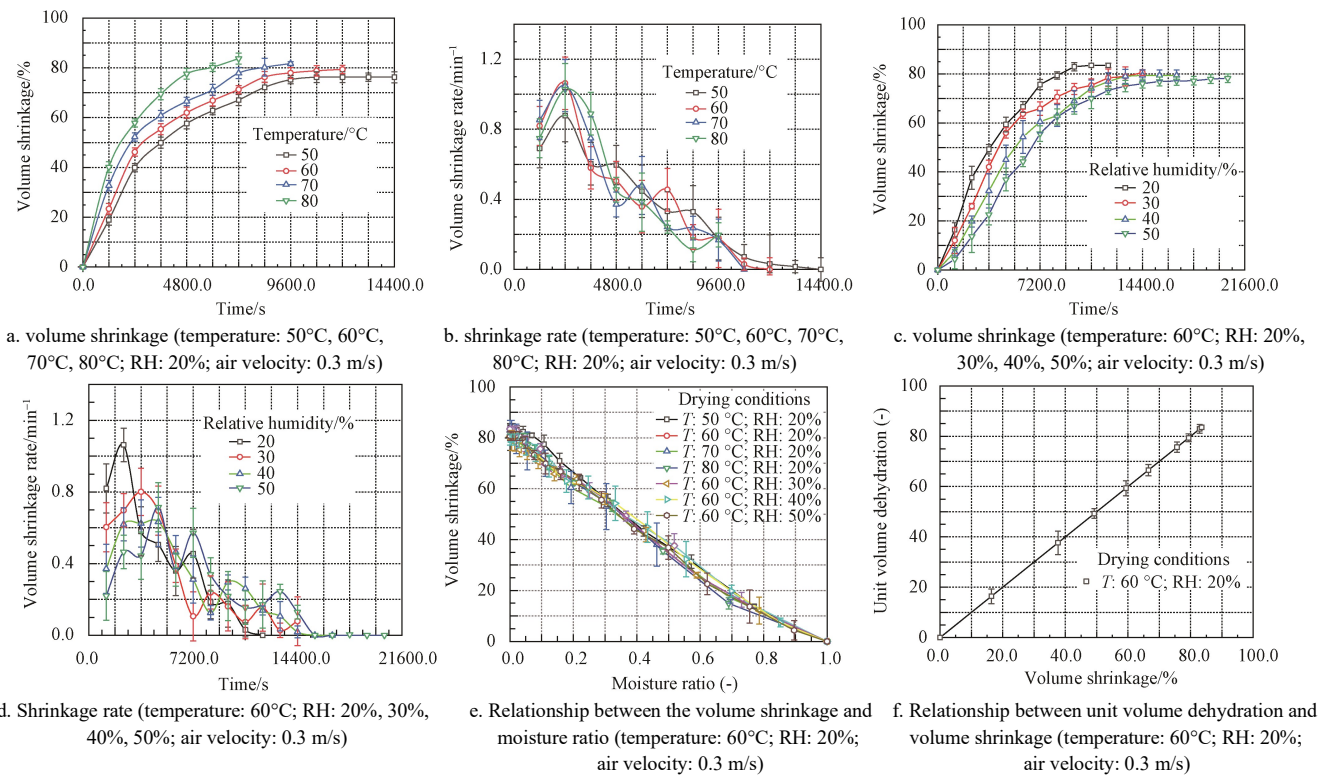 100
80
60
40
20
0
Volume shrinkage/%
Temperature/°C
50
60
70
80
0.0 4800.0 9600.0 14400.0
Time/s
a. volume shrinkage (temperature: 50°C, 60°C,
70°C, 80°C; RH: 20%; air velocity: 0.3 m/s)
1.2
0.8
0.4
0.0
Volume shrinkage rate/min⁻¹
Temperature/°C
50
60
70
80
0.0 4800.0 9600.0 14400.0
Time/s
b. shrinkage rate (temperature: 50°C, 60°C, 70°C,
80°C; RH: 20%; air velocity: 0.3 m/s)
100
80
60
40
20
0
Volume shrinkage/%
Relative humidity/%
20
30
40
50
0.0 7200.0 14400.0 21600.0
Time/s
c. volume shrinkage (temperature: 60°C; RH: 20%,
30%, 40%, 50%; air velocity: 0.3 m/s)
1.2
0.8
0.4
0.0
Volume shrinkage rate/min⁻¹
Relative humidity/%
20
30
40
50
0.0 7200.0 14400.0 21600.0
Time/s
d. Shrinkage rate (temperature: 60°C; RH: 20%, 30%,
40%, 50%; air velocity: 0.3 m/s)
100
80
60
40
20
0
Volume shrinkage/%
Drying conditions
T: 50 °C; RH: 20%
T: 60 °C; RH: 20%
T: 70 °C; RH: 20%
T: 80 °C; RH: 20%
T: 60 °C; RH: 30%
T: 60 °C; RH: 40%
T: 60 °C; RH: 50%
0.0 0.2 0.4 0.6 0.8 1.0
Moisture ratio (-)
e. Relationship between the volume shrinkage and
moisture ratio (temperature: 60°C; RH: 20%;
air velocity: 0.3 m/s)
100
80
60
40
20
0
Unit volume dehydration (-)
Drying conditions
T: 60 °C; RH: 20%
0.0 20.0 40.0 60.0 80.0 100.0
Volume shrinkage/%
f. Relationship between unit volume dehydration and
volume shrinkage (temperature: 60°C; RH: 20%;
air velocity: 0.3 m/s)